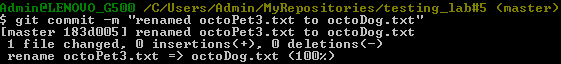 Admin@LENOVO_G500 /C/Users/Admin/MyRepositories/testing_lab#5 (master)
$ git commit -m "renamed octoPet3.txt to octoDog.txt"
[master 183d005] renamed octoPet3.txt to octoDog.txt
 1 file changed, 0 insertions(+), 0 deletions(-)
 rename octoPet3.txt => octoDog.txt (100%)